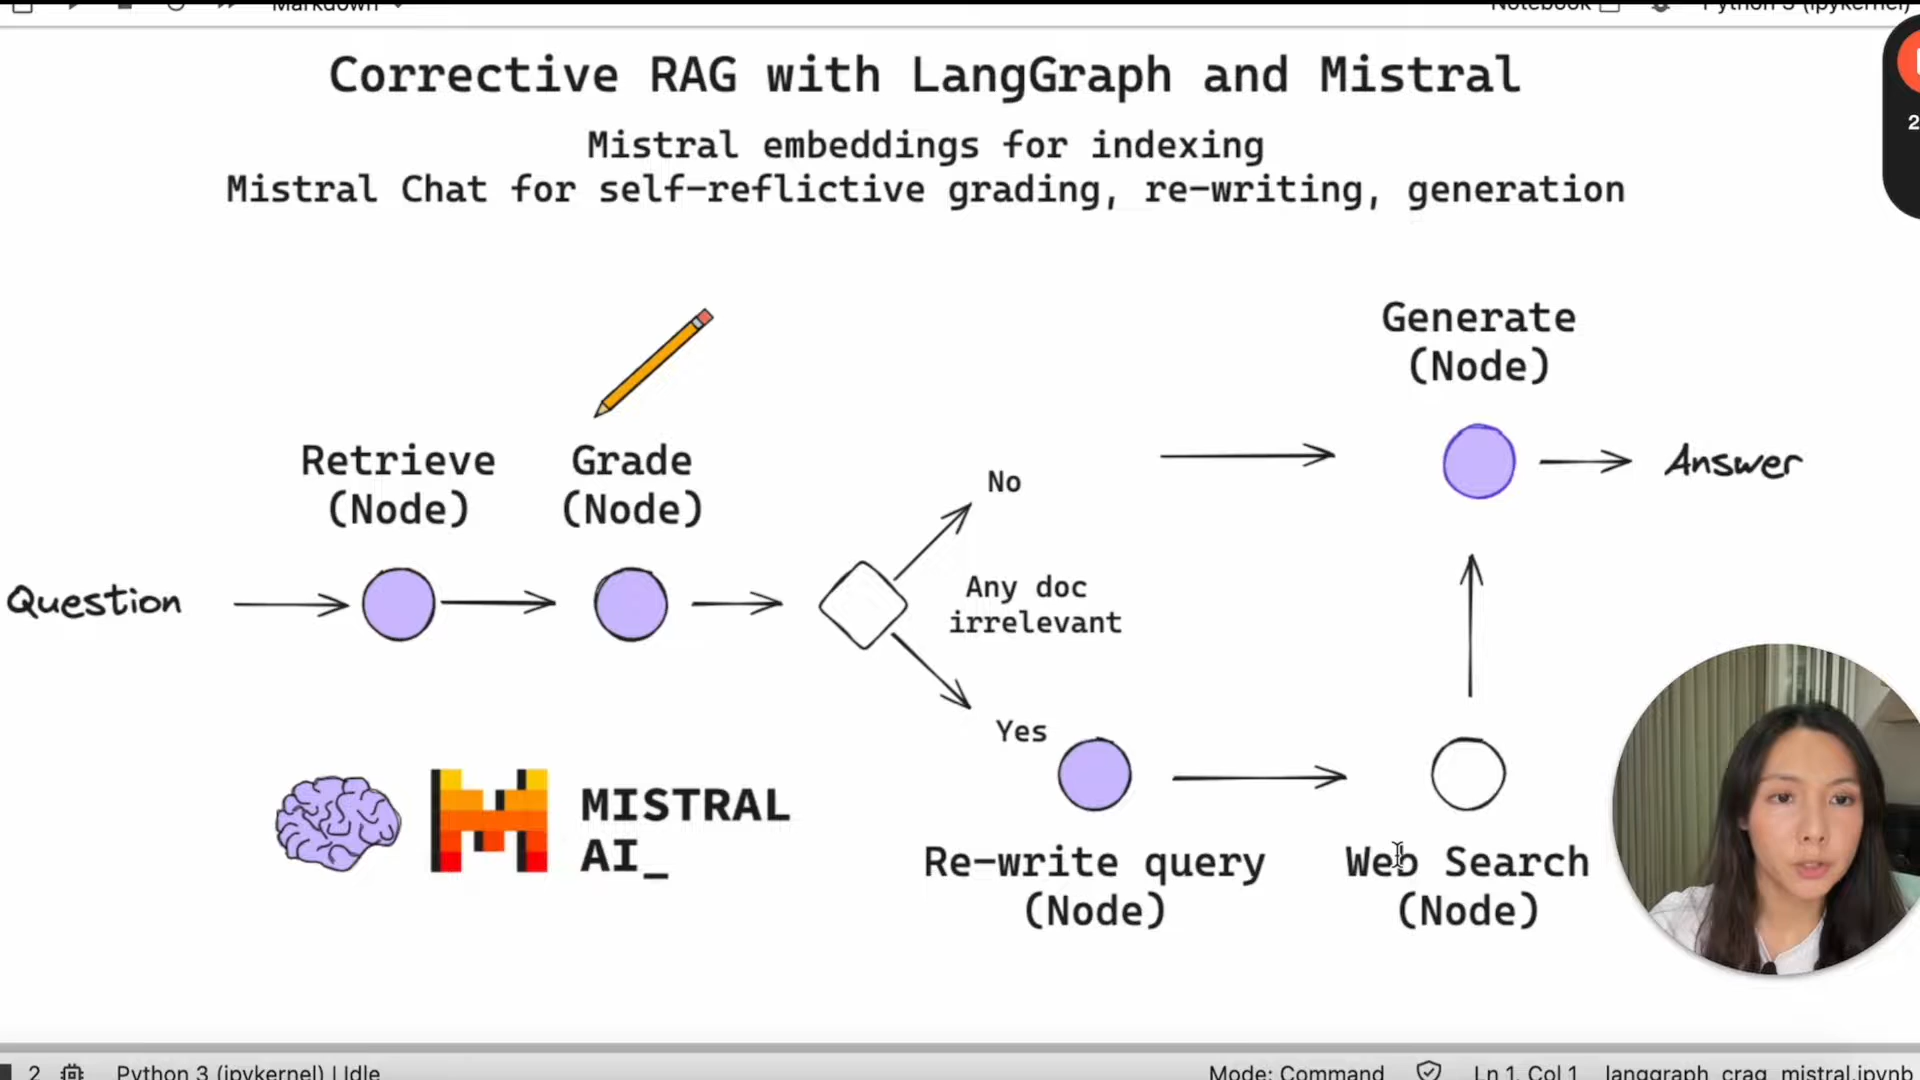 Markdown
Notebook
Python 3 (ipykernel)
Corrective RAG with LangGraph and Mistral
Mistral embeddings for indexing
Mistral Chat for self-reflictive grading, re-writing, generation
Generate
(Node)
Retrieve
(Node)
Grade
(Node)
No
Answer
Question
Any doc
irrelevant
Yes
MISTRAL
AI_
Re-write query
(Node)
Web Search
(Node)
2
2
Python 3 (ipykernel) | Idle
Mode: Command
Ln 1, Col 1
langgraph_crag_mistral.ipynb